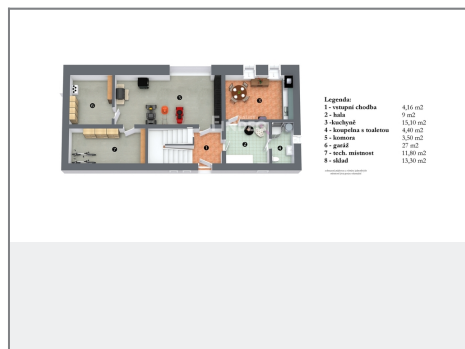 Legenda:
1 - vstupní chodba 4,16 m2
2 - hala 9 m2
3 -kuchyně 15,10 m2
4 - koupelna s toaletou 4,40 m2
5 - komora 3,50 m2
6 - garáž 27 m2
7 - tech. místnost 11,80 m2
8 - sklad 13,30 m2